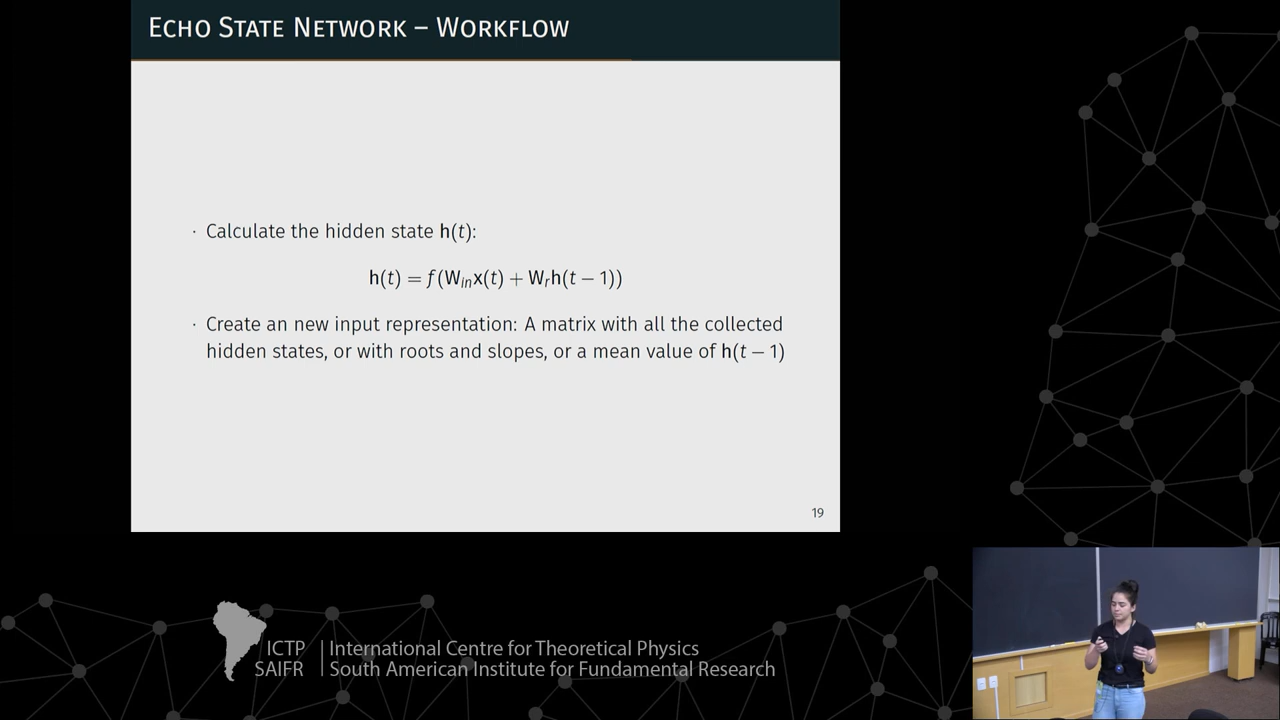 ECHO STATE NETWORK – WORKFLOW
· Calculate the hidden state h(t):
h(t) = f(W_in x(t) + W_r h(t − 1))
· Create an new input representation: A matrix with all the collected
hidden states, or with roots and slopes, or a mean value of h(t − 1)
19
ICTP | International Centre for Theoretical Physics
SAIFR | South American Institute for Fundamental Research